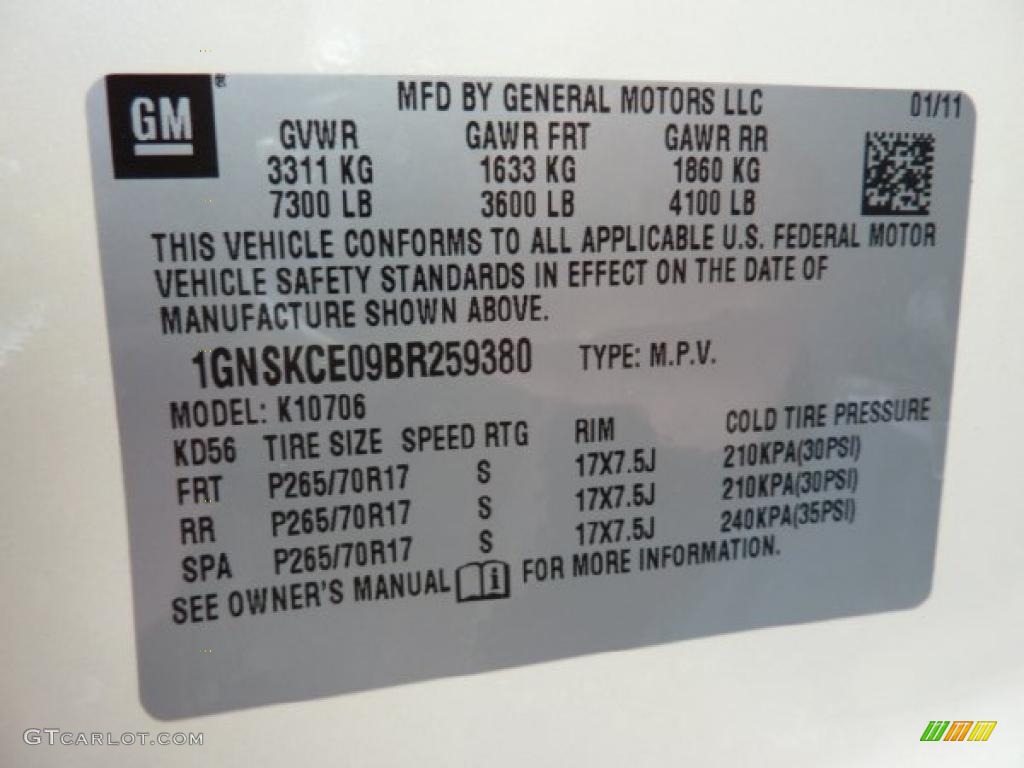 GM ®
MFD BY GENERAL MOTORS LLC 01/11
GVWR GAWR FRT GAWR RR
3311 KG 1633 KG 1860 KG
7300 LB 3600 LB 4100 LB
THIS VEHICLE CONFORMS TO ALL APPLICABLE U.S. FEDERAL MOTOR
VEHICLE SAFETY STANDARDS IN EFFECT ON THE DATE OF
MANUFACTURE SHOWN ABOVE.
1GNSKCE09BR259380 TYPE: M.P.V.
MODEL: K10706
KD56 TIRE SIZE SPEED RTG RIM COLD TIRE PRESSURE
FRT P265/70R17 S 17X7.5J 210KPA(30PSI)
RR P265/70R17 S 17X7.5J 210KPA(30PSI)
SPA P265/70R17 S 17X7.5J 240KPA(35PSI)
SEE OWNER'S MANUAL i FOR MORE INFORMATION.
GTCARLOT.COM